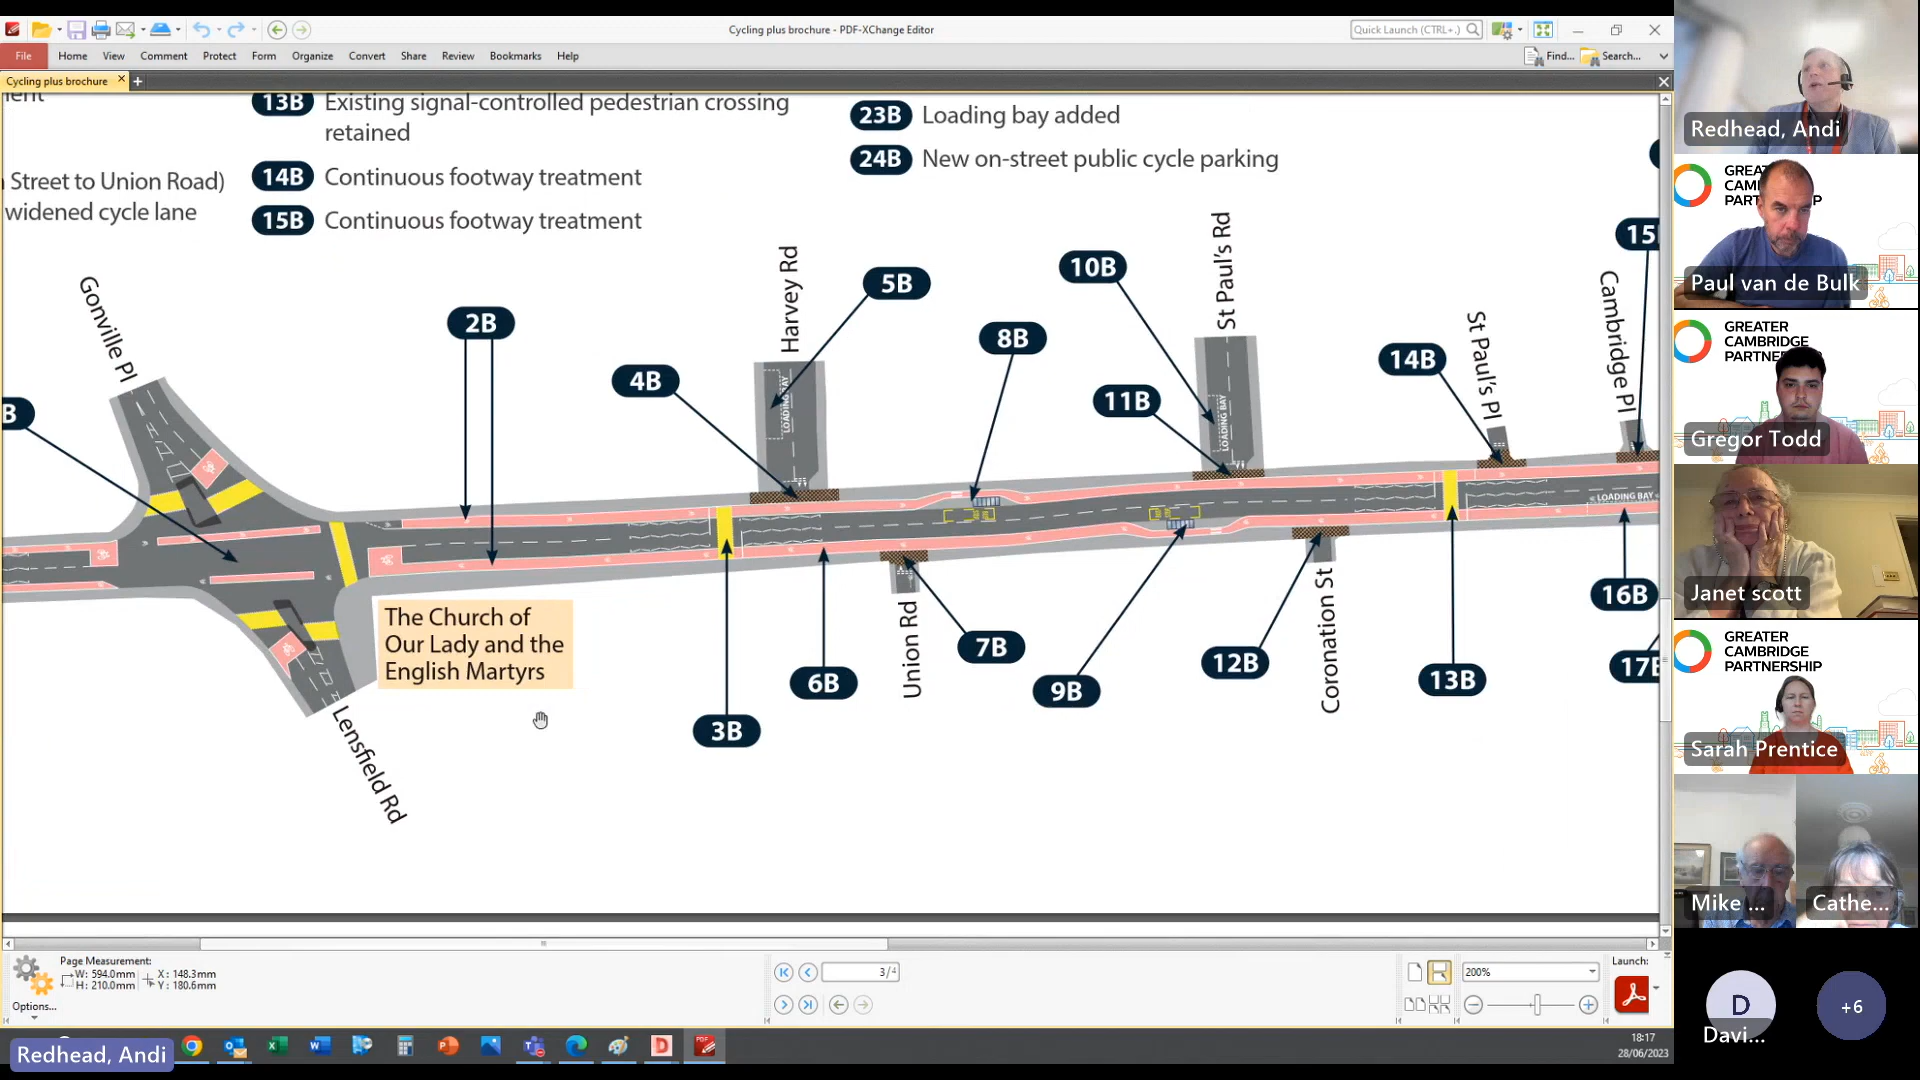 Cycling plus brochure - PDF-XChange Editor
Quick Launch (CTRL+.)
File
Home
View
Comment
Protect
Form
Organize
Convert
Share
Review
Bookmarks
Help
Find...
Search...
Cycling plus brochure
13B Existing signal-controlled pedestrian crossing
retained
14B Continuous footway treatment
15B Continuous footway treatment
Street to Union Road)
widened cycle lane
23B Loading bay added
24B New on-street public cycle parking
Gonville Pl
Harvey Rd
St Paul's Rd
St Paul's Pl
Cambridge Pl
2B
4B
5B
8B
10B
11B
14B
LOADING BAY
LOADING BAY
LOADING BAY
The Church of
Our Lady and the
English Martyrs
Lensfield Rd
3B
6B
Union Rd
7B
9B
12B
Coronation St
13B
16B
Page Measurement:
W: 594.0mm
H: 210.0mm
X: 148.3mm
Y: 180.6mm
Options...
3/4
200%
Launch:
Redhead, Andi
18:17
28/06/2023
Redhead, Andi
Paul van de Bulk
GREATER
CAMBRIDGE
Gregor Todd
Janet scott
GREATER
CAMBRIDGE
PARTNERSHIP
Sarah Prentice
Mike ...
Cathe...
D
Davi...
+6